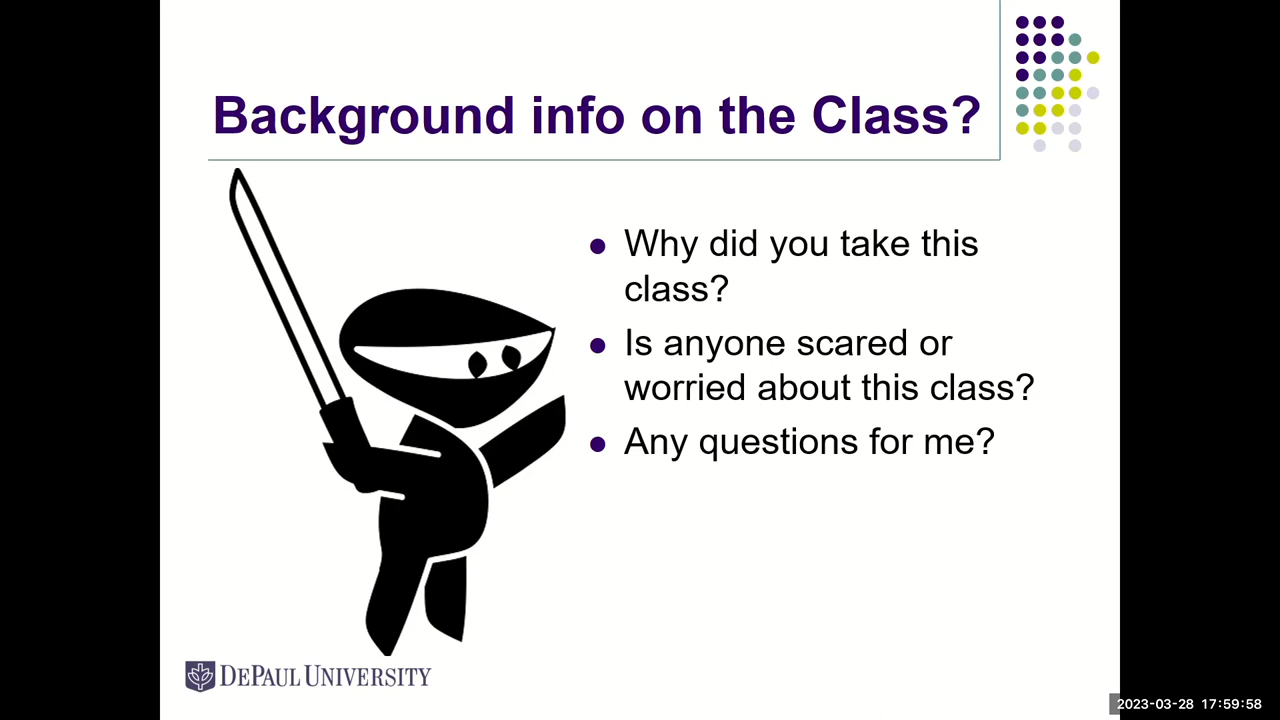 Background info on the Class?
Why did you take this
class?
Is anyone scared or
worried about this class?
Any questions for me?
DEPAUL UNIVERSITY
2023-03-28 17:59:58